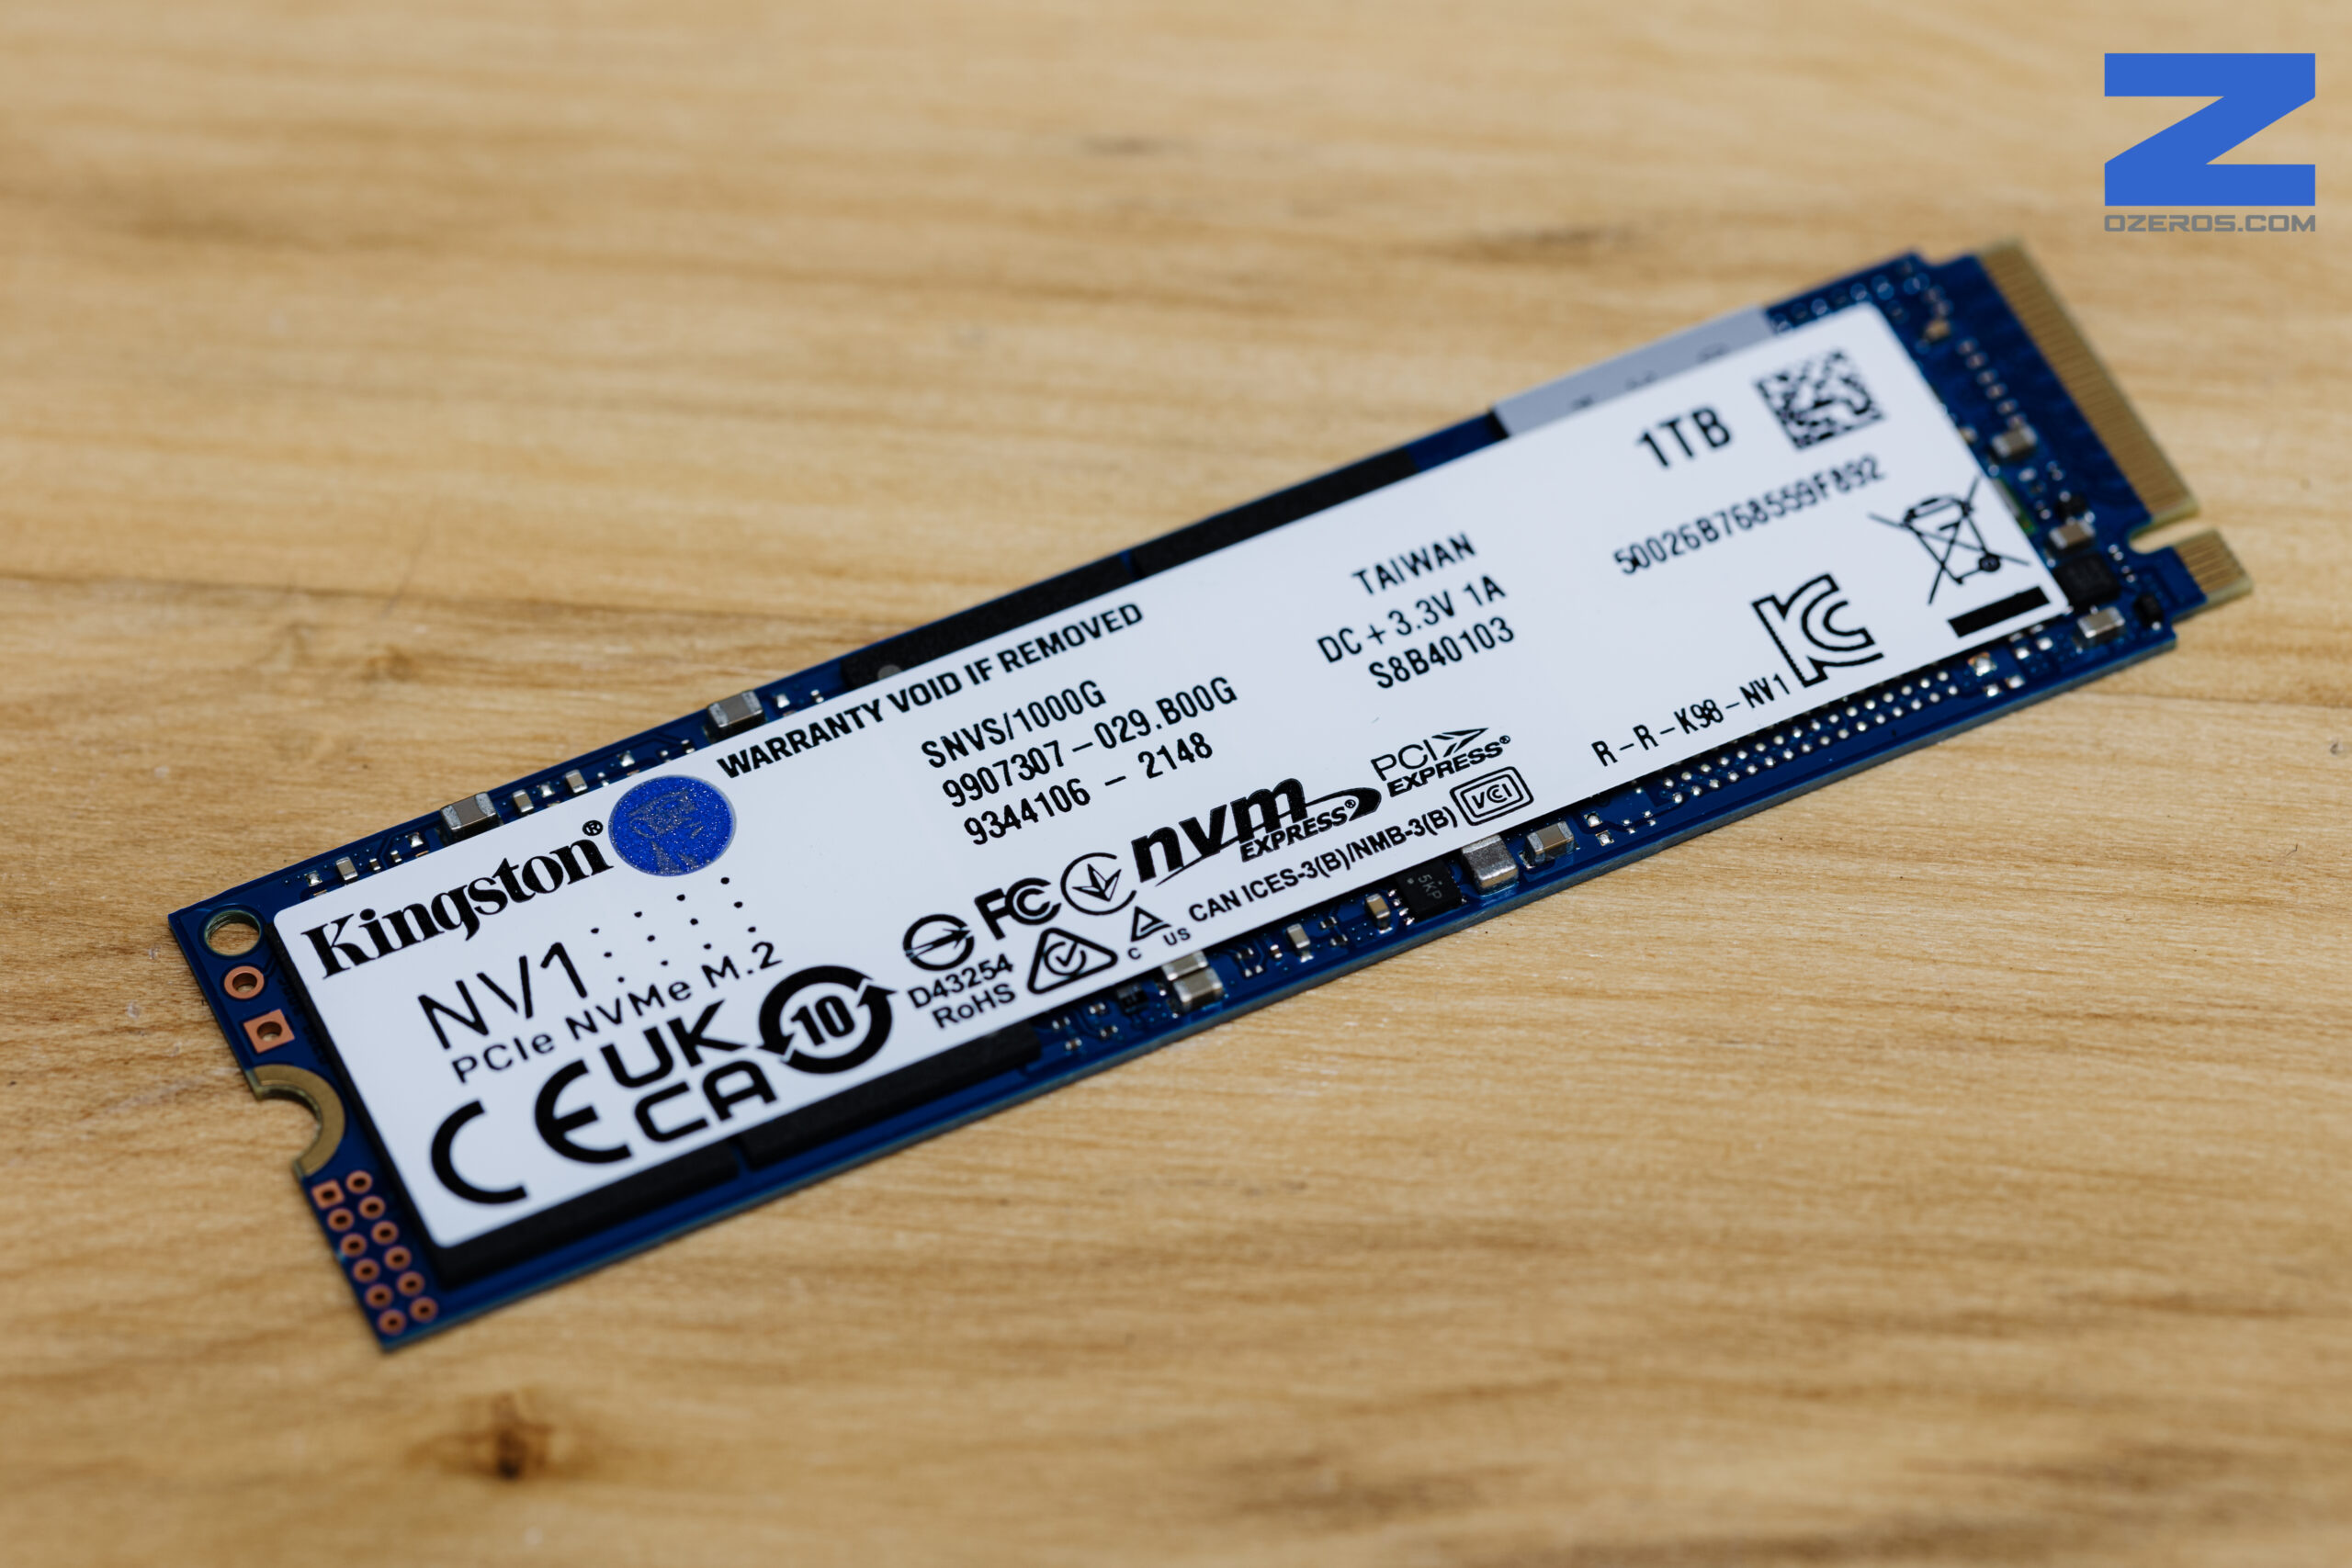 Z
OZEROS.COM
1TB
50026B768559F892
TAIWAN
DC + 3.3V 1A
S8B40103
WARRANTY VOID IF REMOVED
SNVS/1000G
9907307-029.B00G
9344106 - 2148
Kingston®
NV1
PCIe NVMe M.2
CE
UK
CA
10
D43254
RoHS
FC
C US
nvm
EXPRESS®
PCI
EXPRESS®
CAN ICES-3(B)/NMB-3(B)
VCI
R-R-K98-NV1
5KP